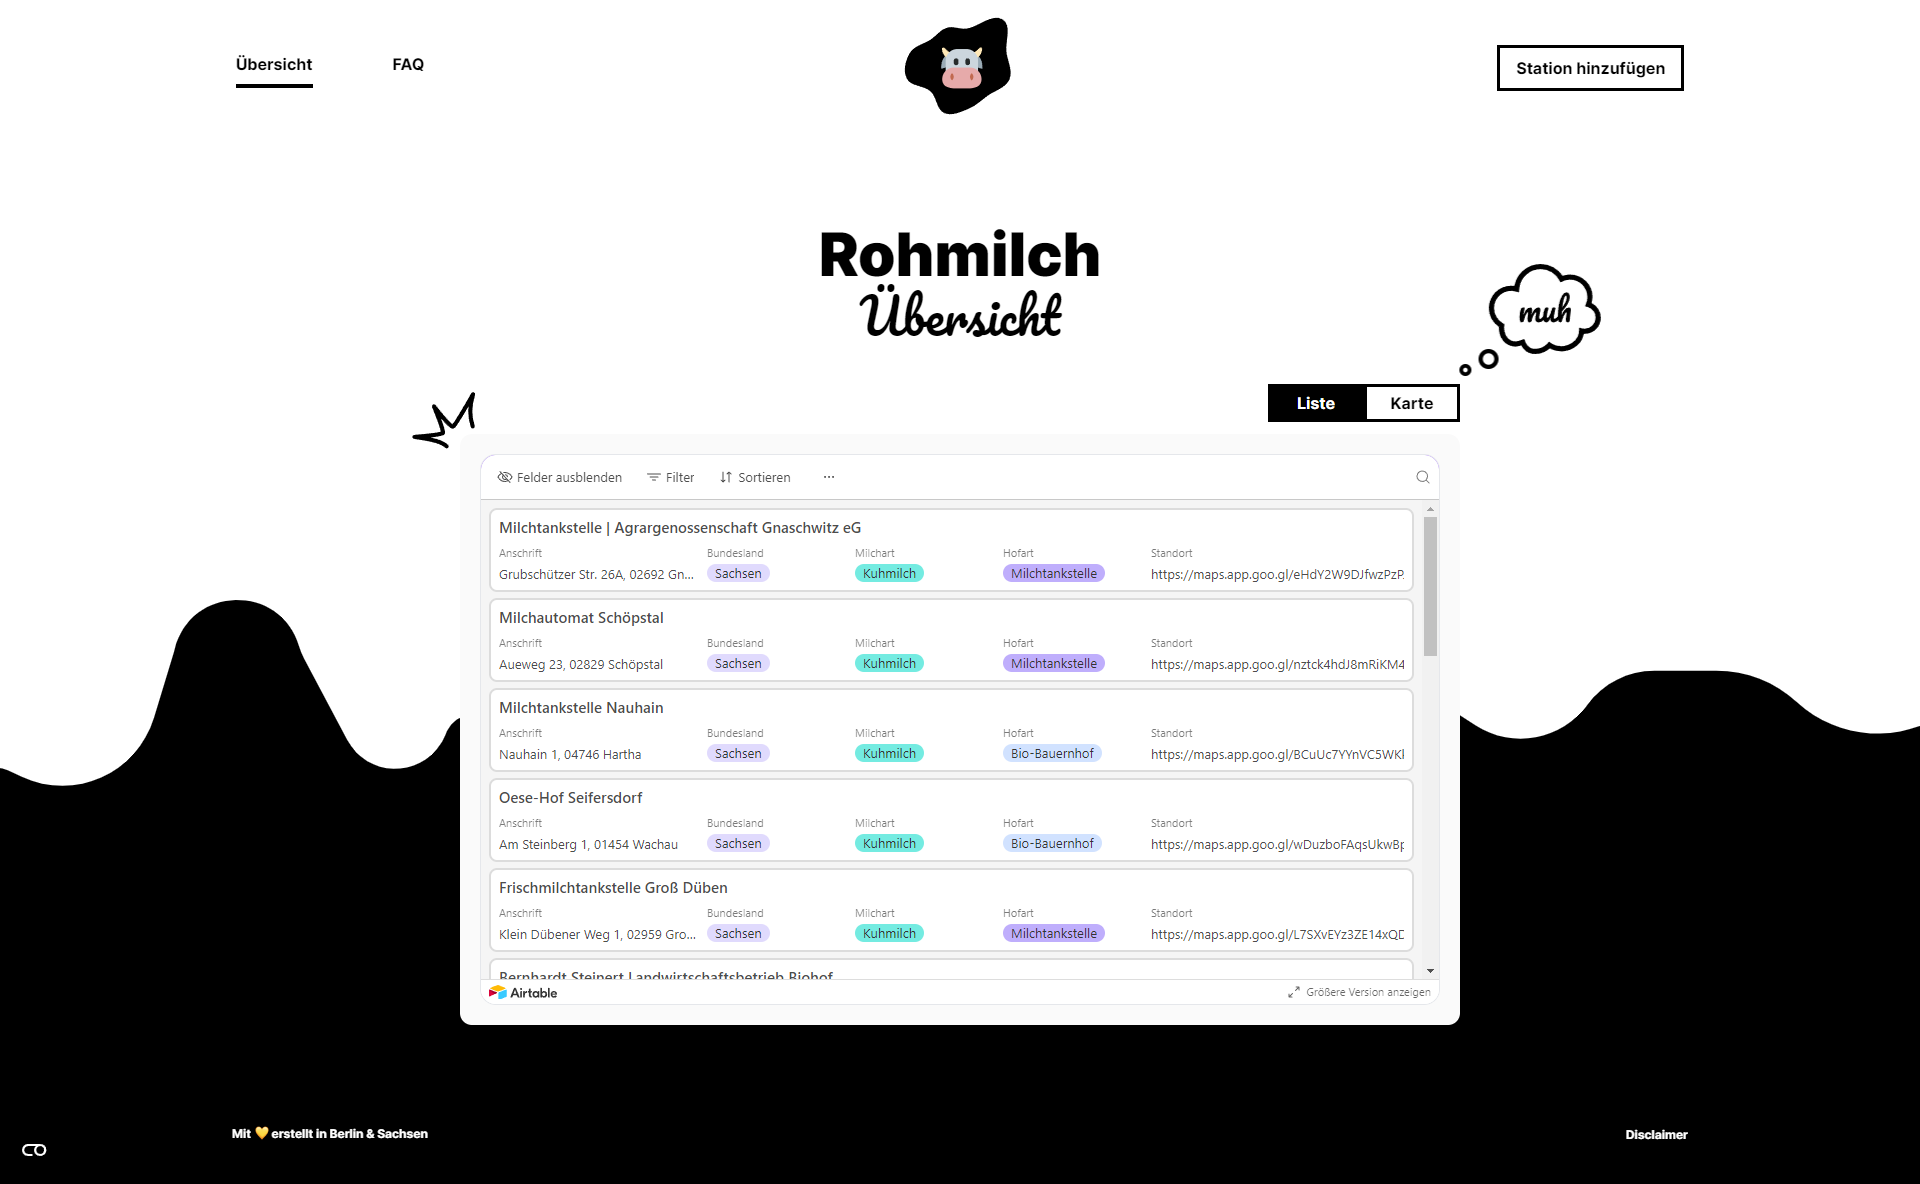 Übersicht
FAQ
Station hinzufügen
Rohmilch
Übersicht
muh
Liste
Karte
Felder ausblenden
Filter
Sortieren
Milchtankstelle | Agrargenossenschaft Gnaschwitz eG
Anschrift Bundesland Milchart Hofart Standort
Grubschützer Str. 26A, 02692 Gn... Sachsen Kuhmilch Milchtankstelle https://maps.app.goo.gl/eHdY2W9DJfwzPzP
Milchautomat Schöpstal
Anschrift Bundesland Milchart Hofart Standort
Aueweg 23, 02829 Schöpstal Sachsen Kuhmilch Milchtankstelle https://maps.app.goo.gl/nztck4hdJ8mRiKM4
Milchtankstelle Nauhain
Anschrift Bundesland Milchart Hofart Standort
Nauhain 1, 04746 Hartha Sachsen Kuhmilch Bio-Bauernhof https://maps.app.goo.gl/BCuUc7YYnVC5WK
Oese-Hof Seifersdorf
Anschrift Bundesland Milchart Hofart Standort
Am Steinberg 1, 01454 Wachau Sachsen Kuhmilch Bio-Bauernhof https://maps.app.goo.gl/wDuzboFAqsUkwBp
Frischmilchtankstelle Groß Düben
Anschrift Bundesland Milchart Hofart Standort
Klein Dübener Weg 1, 02959 Gro... Sachsen Kuhmilch Milchtankstelle https://maps.app.goo.gl/L7SXvEYz3ZE14xQD
Bernhardt Steinert Landwirtschaftsbetrieb Biohof
Airtable
Größere Version anzeigen
Mit 💛 erstellt in Berlin & Sachsen
Disclaimer